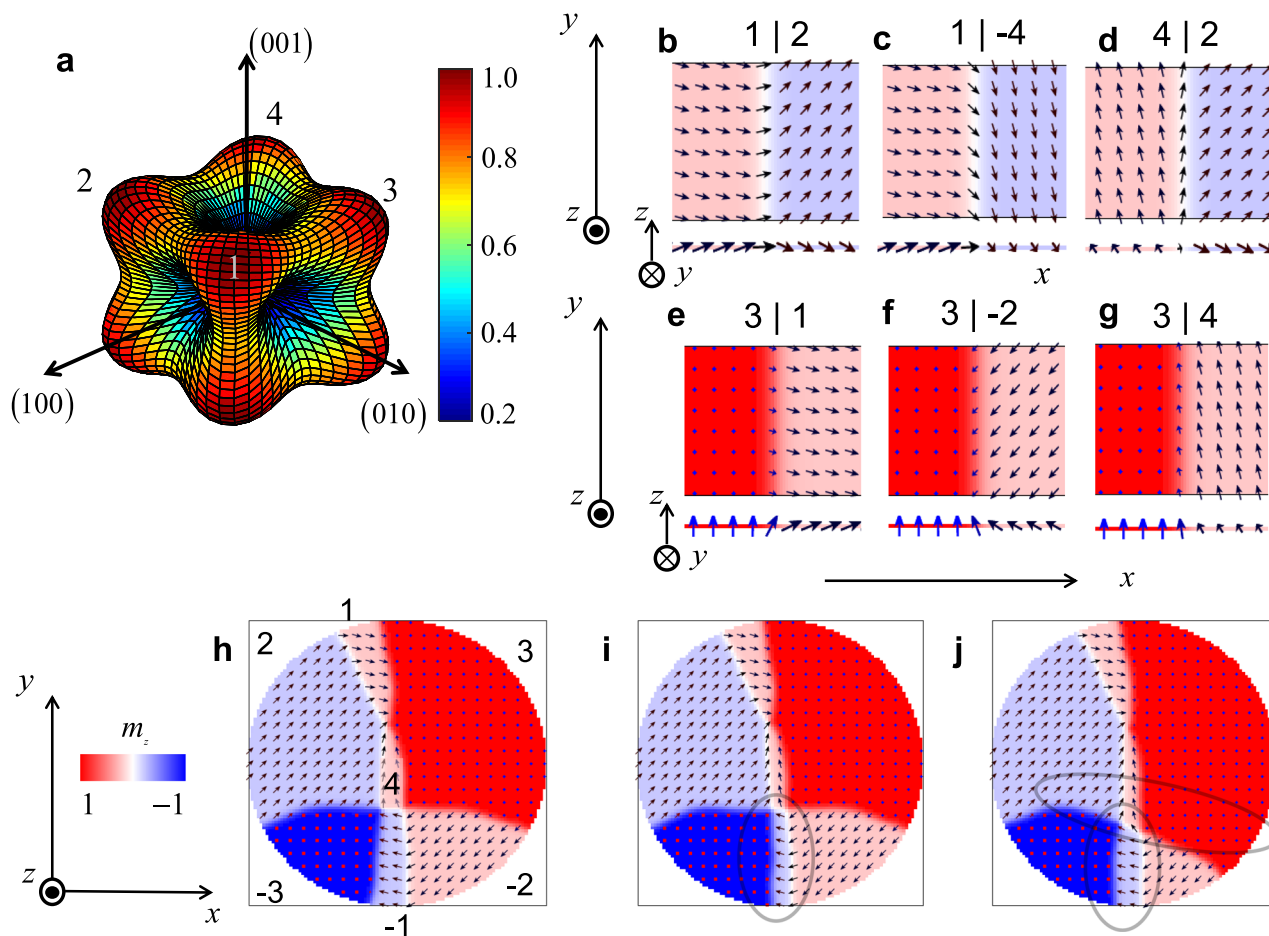 a
(001)
4
2
3
1
(100)
(010)
1.0
0.8
0.6
0.4
0.2
y
z
z
y
b
1 | 2
c
1 | -4
d
4 | 2
x
y
z
z
y
e
3 | 1
f
3 | -2
g
3 | 4
x
h
1
2
3
4
-3
-2
-1
i
j
y
z
x
m_z
1
−1